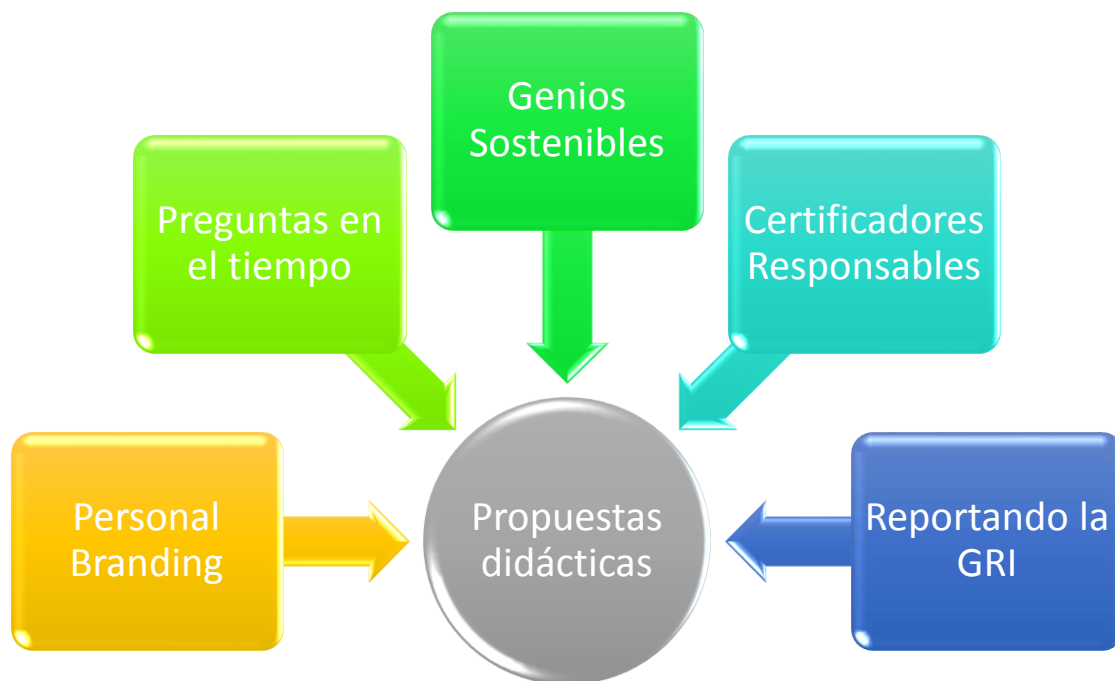 Genios
Sostenibles
Preguntas en
el tiempo
Certificadores
Responsables
Personal
Branding
Propuestas
didácticas
Reportando la
GRI